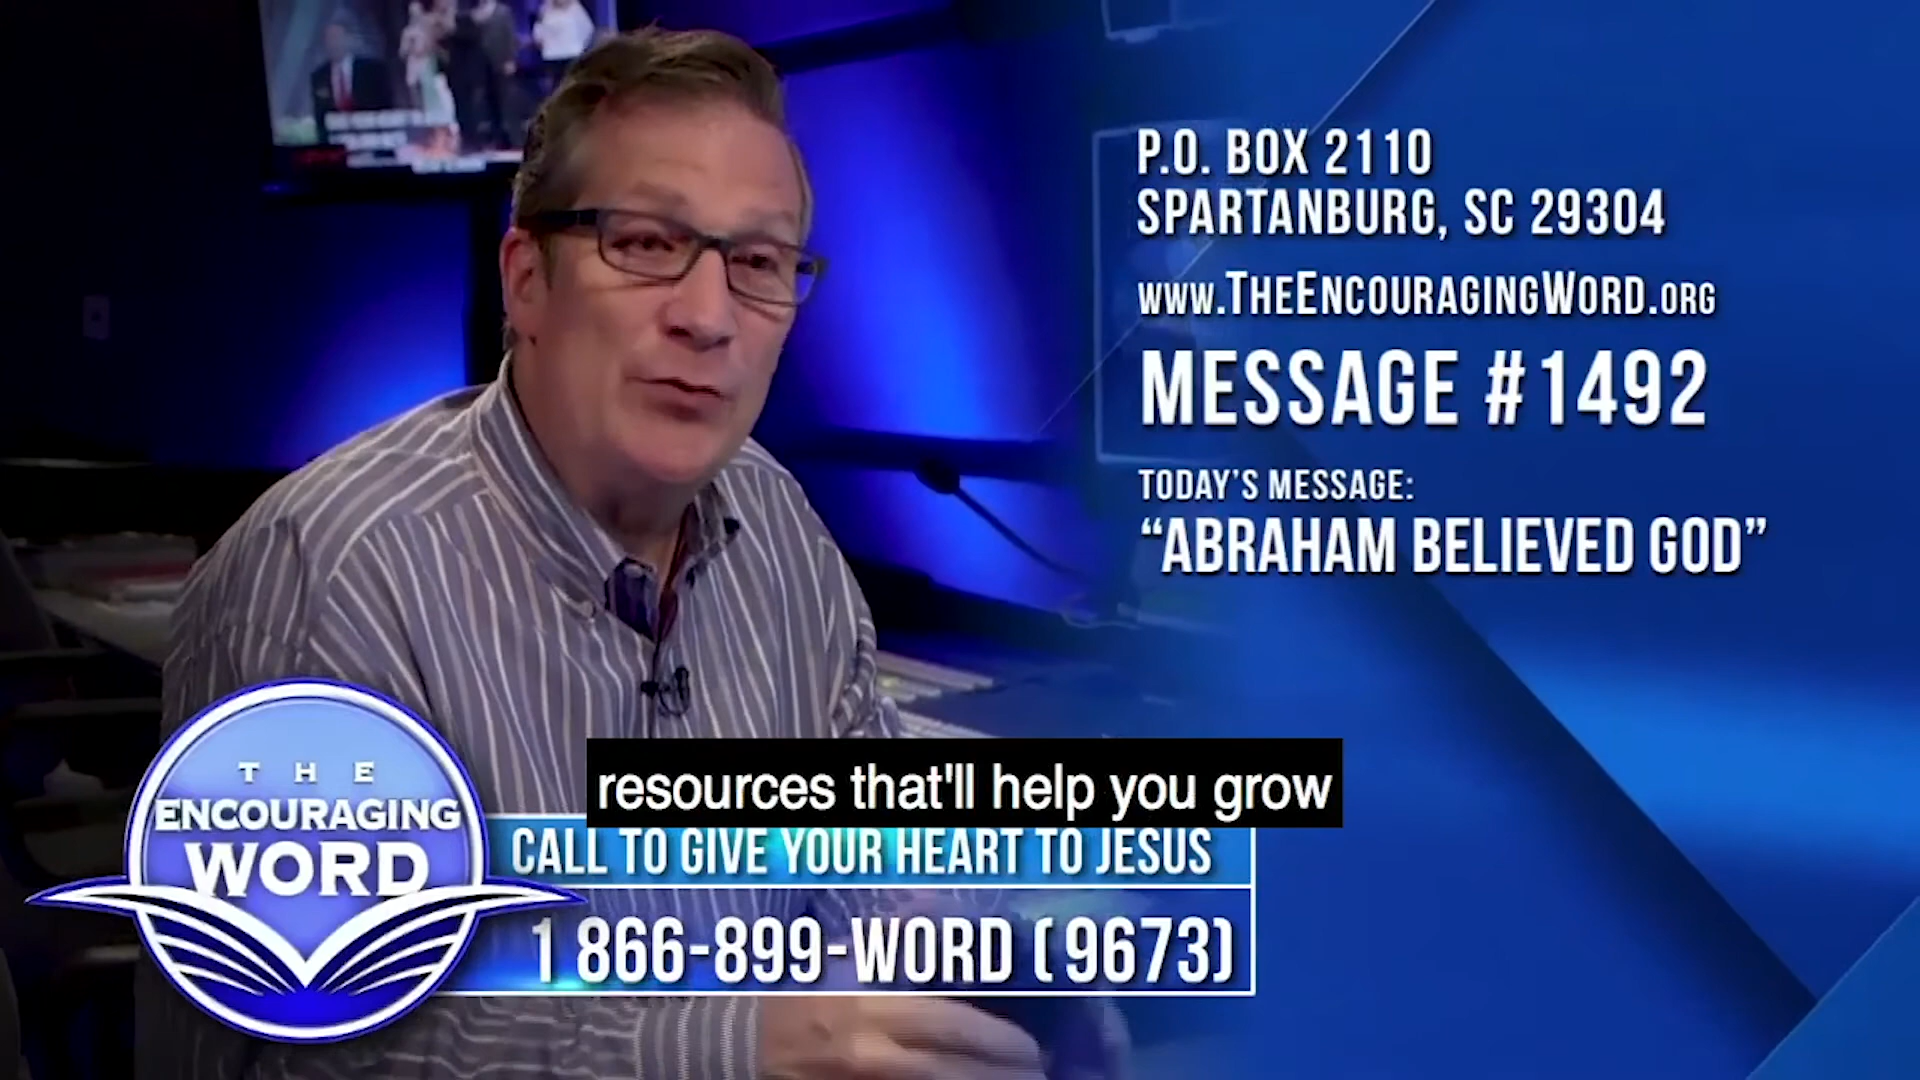 P.O. BOX 2110
SPARTANBURG, SC 29304
WWW.THEENCOURAGINGWORD.ORG
MESSAGE #1492
TODAY'S MESSAGE:
“ABRAHAM BELIEVED GOD”
resources that'll help you grow
THE
ENCOURAGING
WORD
CALL TO GIVE YOUR HEART TO JESUS
1 866-899-WORD (9673)